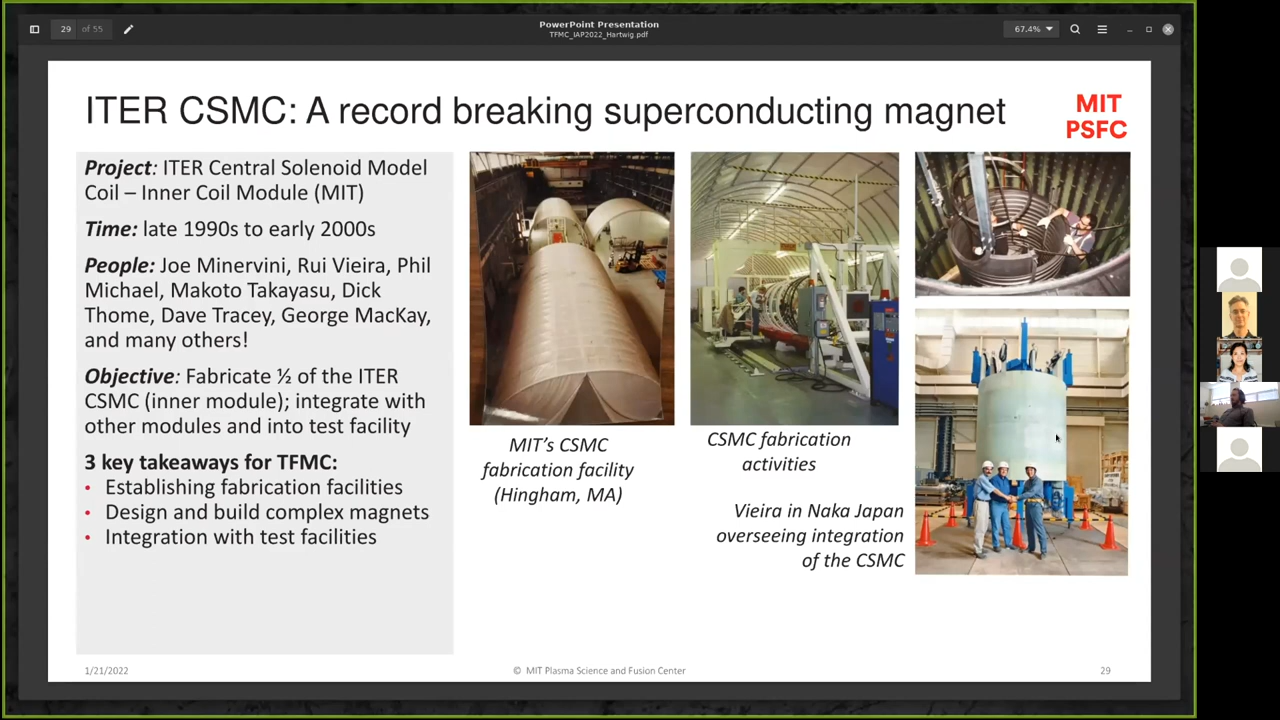 PowerPoint Presentation
TFMC_IAP2022_Hartwig.pdf
29 of 55
67.4%
ITER CSMC: A record breaking superconducting magnet
MIT
PSFC
Project: ITER Central Solenoid Model
Coil – Inner Coil Module (MIT)
Time: late 1990s to early 2000s
People: Joe Minervini, Rui Vieira, Phil
Michael, Makoto Takayasu, Dick
Thome, Dave Tracey, George MacKay,
and many others!
Objective: Fabricate ½ of the ITER
CSMC (inner module); integrate with
other modules and into test facility
3 key takeaways for TFMC:
• Establishing fabrication facilities
• Design and build complex magnets
• Integration with test facilities
MIT's CSMC
fabrication facility
(Hingham, MA)
CSMC fabrication
activities
Vieira in Naka Japan
overseeing integration
of the CSMC
1/21/2022
© MIT Plasma Science and Fusion Center
29